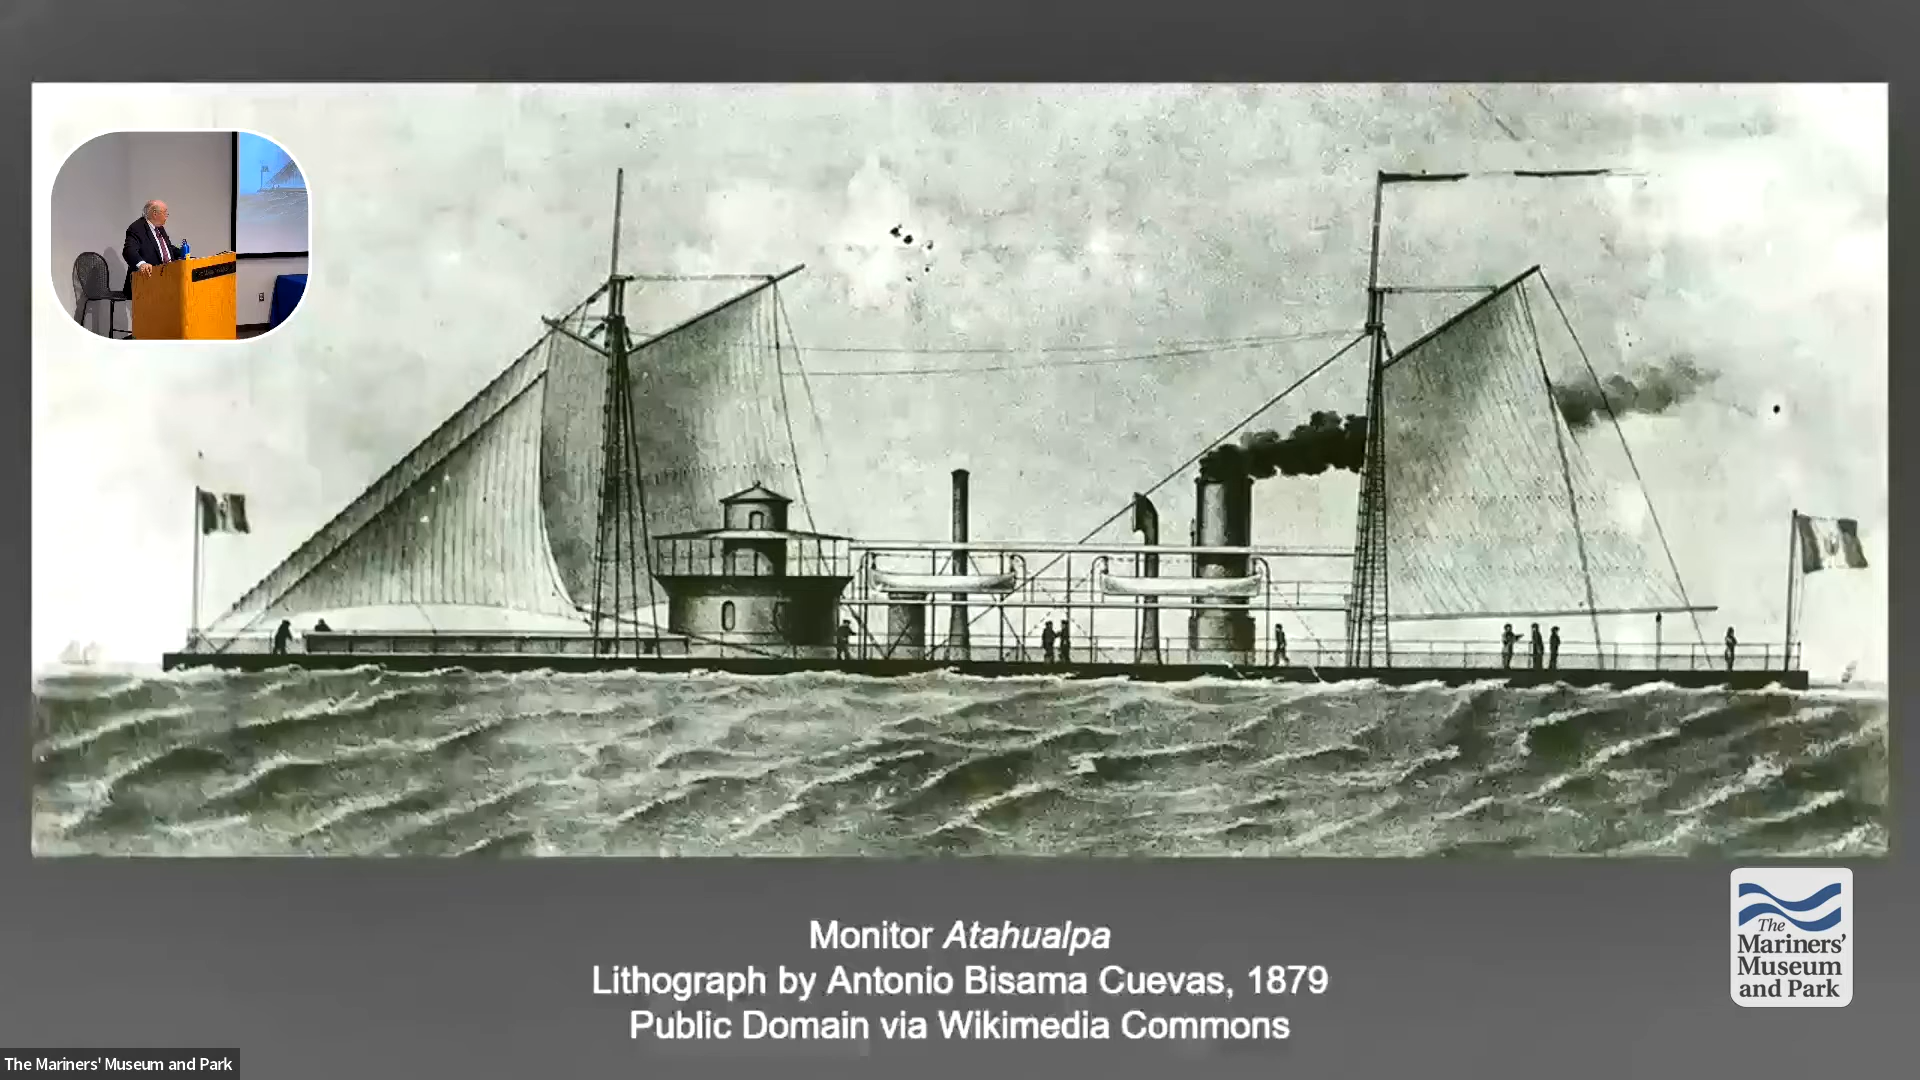 Monitor Atahualpa
Lithograph by Antonio Bisama Cuevas, 1879
Public Domain via Wikimedia Commons
The
Mariners'
Museum
and Park
The Mariners' Museum and Park